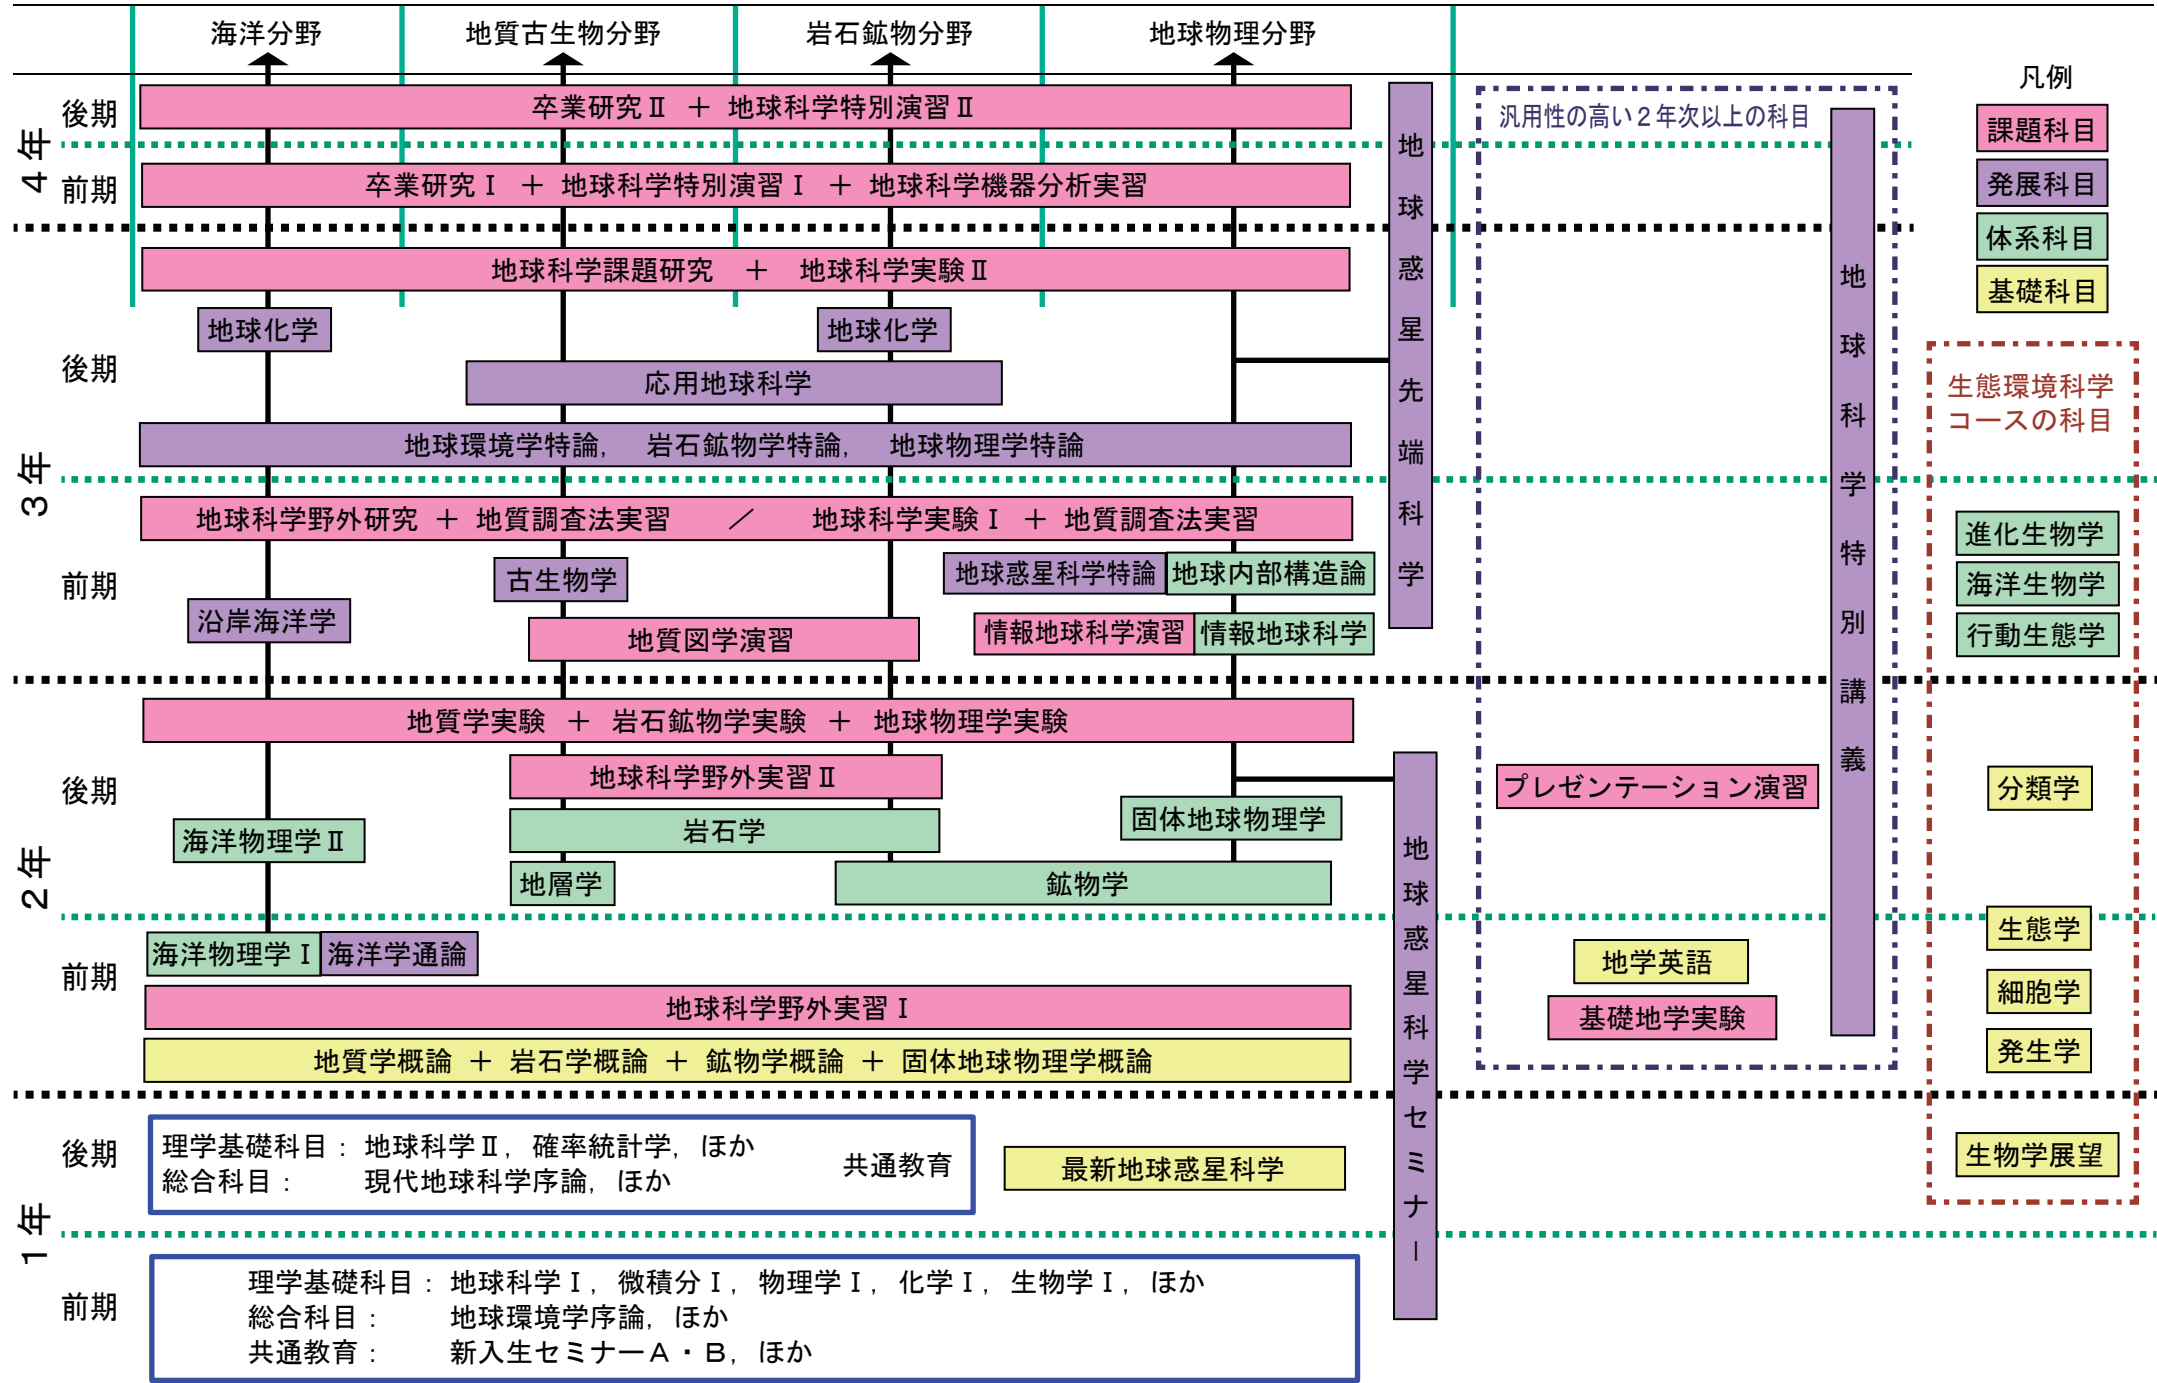 海洋分野
地質古生物分野
岩石鉱物分野
地球物理分野
凡例
課題科目
発展科目
体系科目
基礎科目
4年
後期
卒業研究Ⅱ ＋ 地球科学特別演習Ⅱ
前期
卒業研究Ⅰ ＋ 地球科学特別演習Ⅰ ＋ 地球科学機器分析実習
3年
地球科学課題研究 ＋ 地球科学実験Ⅱ
後期
地球化学
地球化学
応用地球科学
地球環境学特論, 岩石鉱物学特論, 地球物理学特論
地球科学野外研究 ＋ 地質調査法実習 ／ 地球科学実験Ⅰ ＋ 地質調査法実習
前期
古生物学
地球惑星科学特論
地球内部構造論
沿岸海洋学
地質図学演習
情報地球科学演習
情報地球科学
地球惑星先端科学
2年
地質学実験 ＋ 岩石鉱物学実験 ＋ 地球物理学実験
後期
地球科学野外実習Ⅱ
岩石学
固体地球物理学
海洋物理学Ⅱ
地層学
鉱物学
前期
海洋物理学Ⅰ
海洋学通論
地球科学野外実習Ⅰ
地質学概論 ＋ 岩石学概論 ＋ 鉱物学概論 ＋ 固体地球物理学概論
地球惑星科学セミナー
1年
後期
理学基礎科目： 地球科学Ⅱ, 確率統計学, ほか
総合科目： 現代地球科学序論, ほか
共通教育
最新地球惑星科学
前期
理学基礎科目： 地球科学Ⅰ, 微積分Ⅰ, 物理学Ⅰ, 化学Ⅰ, 生物学Ⅰ, ほか
総合科目： 地球環境学序論, ほか
共通教育： 新入生セミナーA・B, ほか
汎用性の高い2年次以上の科目
地球科学特別講義
プレゼンテーション演習
地学英語
基礎地学実験
生態環境科学
コースの科目
進化生物学
海洋生物学
行動生態学
分類学
生態学
細胞学
発生学
生物学展望